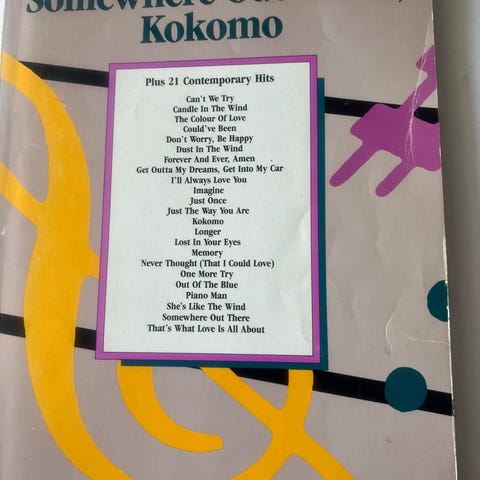 Somewhere
Kokomo
Plus 21 Contemporary Hits
Can't We Try
Candle In The Wind
The Colour Of Love
Could've Been
Don't Worry, Be Happy
Dust In The Wind
Forever And Ever, Amen
Get Outta My Dreams, Get Into My Car
I'll Always Love You
Imagine
Just Once
Just The Way You Are
Kokomo
Longer
Lost In Your Eyes
Memory
Never Thought (That I Could Love)
One More Try
Out Of The Blue
Piano Man
She's Like The Wind
Somewhere Out There
That's What Love Is All About